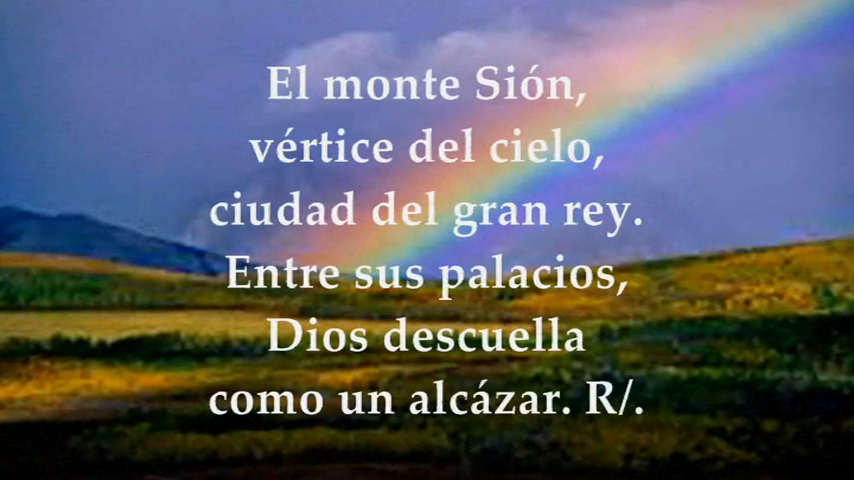 El monte Sión,
vértice del cielo,
ciudad del gran rey.
Entre sus palacios,
Dios descuella
como un alcázar. R/.